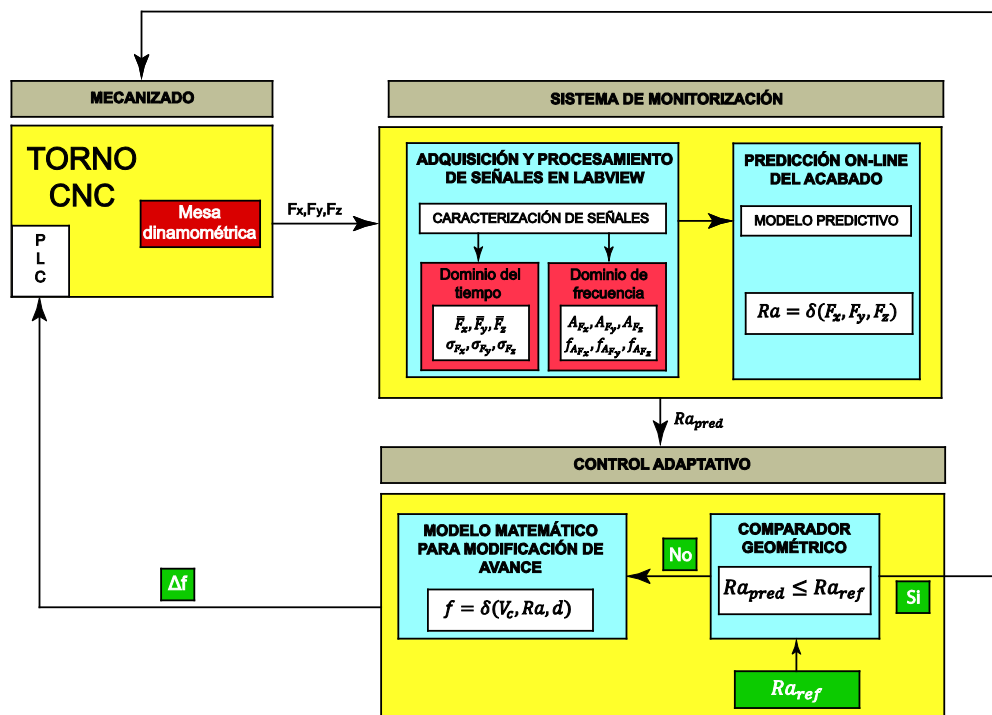 MECANIZADO
TORNO
CNC
Mesa
dinamométrica
P
L
C
Fx,Fy,Fz
SISTEMA DE MONITORIZACIÓN
ADQUISICIÓN Y PROCESAMIENTO
DE SEÑALES EN LABVIEW
CARACTERIZACIÓN DE SEÑALES
Dominio del
tiempo
F̅x, F̅y, F̅z
σFx, σFy, σFz
Dominio de
frecuencia
AFx, AFy, AFz
fAFx, fAFy, fAFz
PREDICCIÓN ON-LINE
DEL ACABADO
MODELO PREDICTIVO
Ra = δ(Fx, Fy, Fz)
Rapred
CONTROL ADAPTATIVO
MODELO MATEMÁTICO
PARA MODIFICACIÓN DE
AVANCE
f = δ(Vc, Ra, d)
No
COMPARADOR
GEOMÉTRICO
Rapred ≤ Raref
Si
Raref
Δf